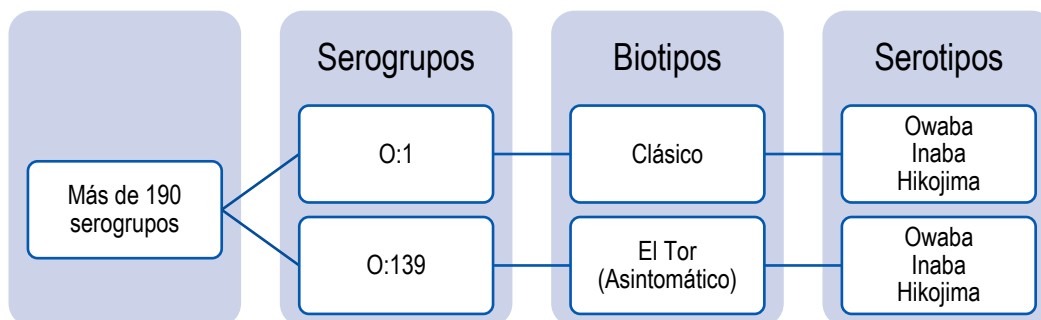 Serogrupos
Biotipos
Serotipos
Más de 190
serogrupos
O:1
Clásico
Owaba
Inaba
Hikojima
O:139
El Tor
(Asintomático)
Owaba
Inaba
Hikojima